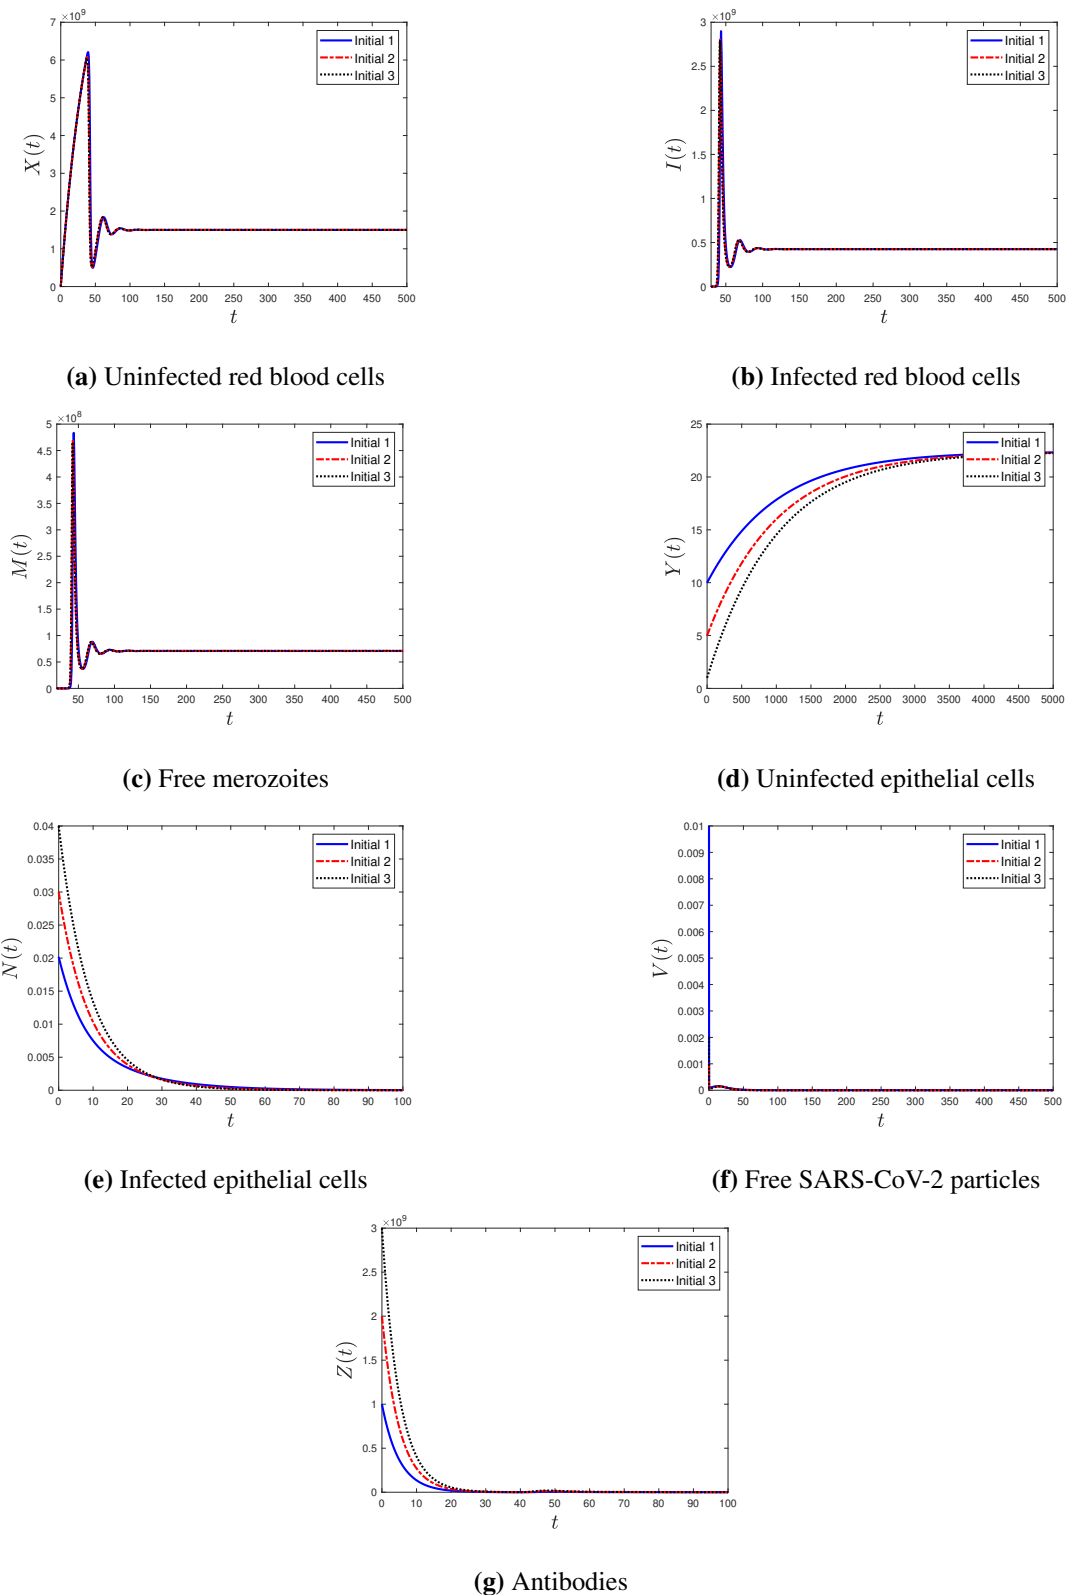 ×10⁹
7
6
5
4
3
2
1
0
X(t)
Initial 1
Initial 2
Initial 3
0 50 100 150 200 250 300 350 400 450 500
t
(a) Uninfected red blood cells
×10⁹
3
2.5
2
1.5
1
0.5
0
I(t)
Initial 1
Initial 2
Initial 3
50 100 150 200 250 300 350 400 450 500
t
(b) Infected red blood cells
×10⁸
5
4.5
4
3.5
3
2.5
2
1.5
1
0.5
0
M(t)
Initial 1
Initial 2
Initial 3
50 100 150 200 250 300 350 400 450 500
t
(c) Free merozoites
25
20
15
10
5
0
Y(t)
Initial 1
Initial 2
Initial 3
0 500 1000 1500 2000 2500 3000 3500 4000 4500 5000
t
(d) Uninfected epithelial cells
0.04
0.035
0.03
0.025
0.02
0.015
0.01
0.005
0
N(t)
Initial 1
Initial 2
Initial 3
0 10 20 30 40 50 60 70 80 90 100
t
(e) Infected epithelial cells
0.01
0.009
0.008
0.007
0.006
0.005
0.004
0.003
0.002
0.001
0
V(t)
Initial 1
Initial 2
Initial 3
0 50 100 150 200 250 300 350 400 450 500
t
(f) Free SARS-CoV-2 particles
×10⁹
3
2.5
2
1.5
1
0.5
0
Z(t)
Initial 1
Initial 2
Initial 3
0 10 20 30 40 50 60 70 80 90 100
t
(g) Antibodies